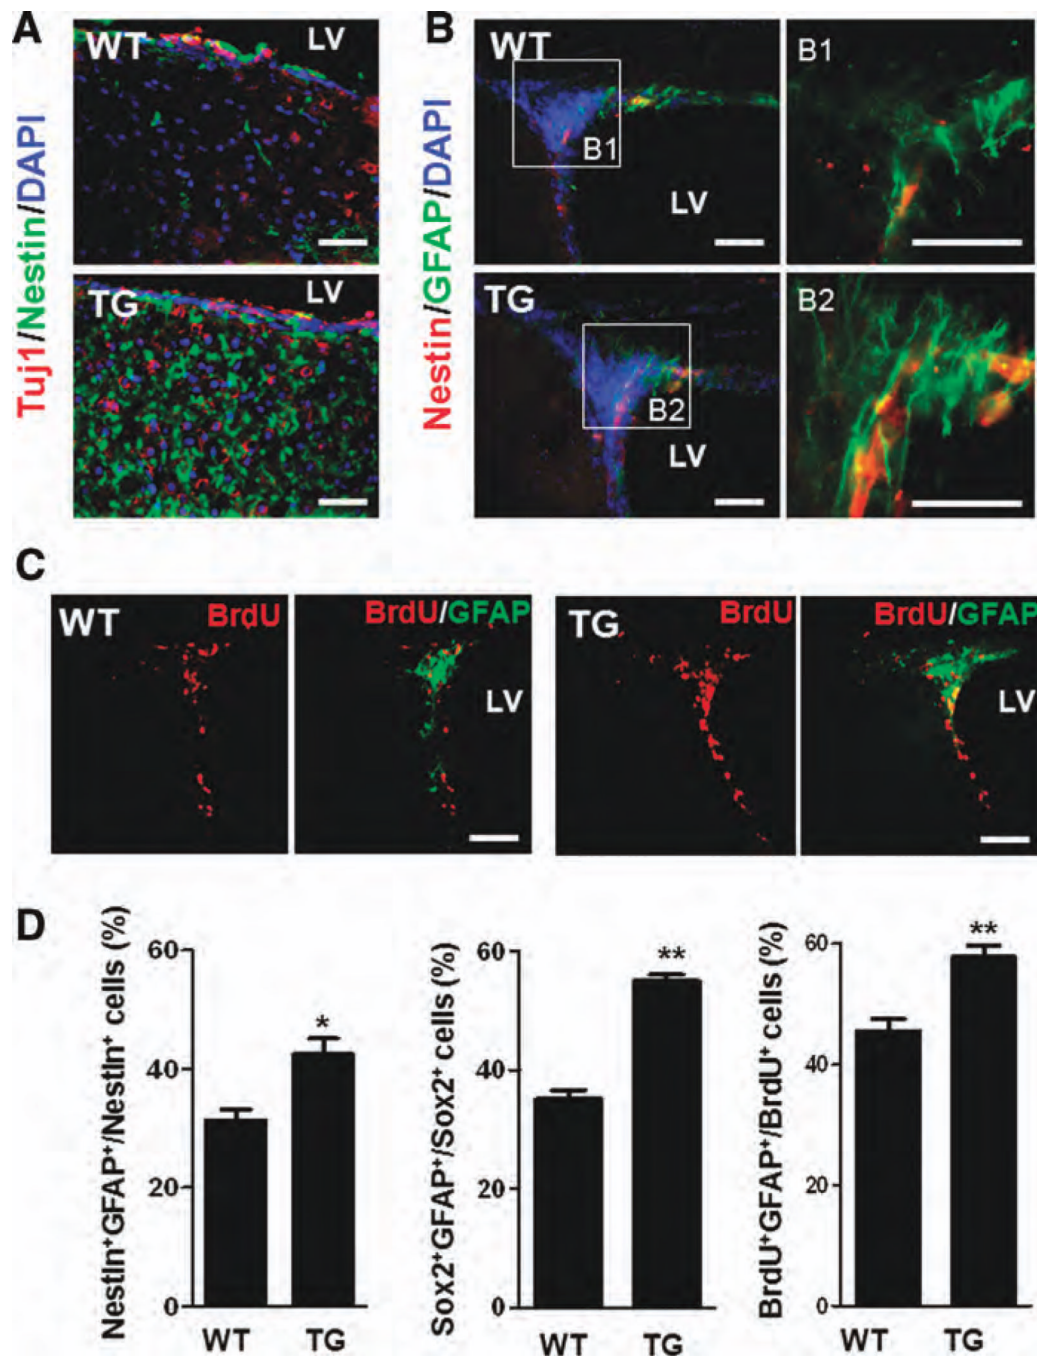 A
WT
LV
Tuj1/Nestin/DAPI
TG
LV
B
WT
B1
LV
B1
Nestin/GFAP/DAPI
TG
B2
LV
B2
C
WT
BrdU
BrdU/GFAP
LV
TG
BrdU
BrdU/GFAP
LV
D
Nestin⁺GFAP⁺/Nestin⁺ cells (%)
60
40
20
0
*
WT
TG
Sox2⁺GFAP⁺/Sox2⁺ cells (%)
60
40
20
0
**
WT
TG
BrdU⁺GFAP⁺/BrdU⁺ cells (%)
60
40
20
0
**
WT
TG